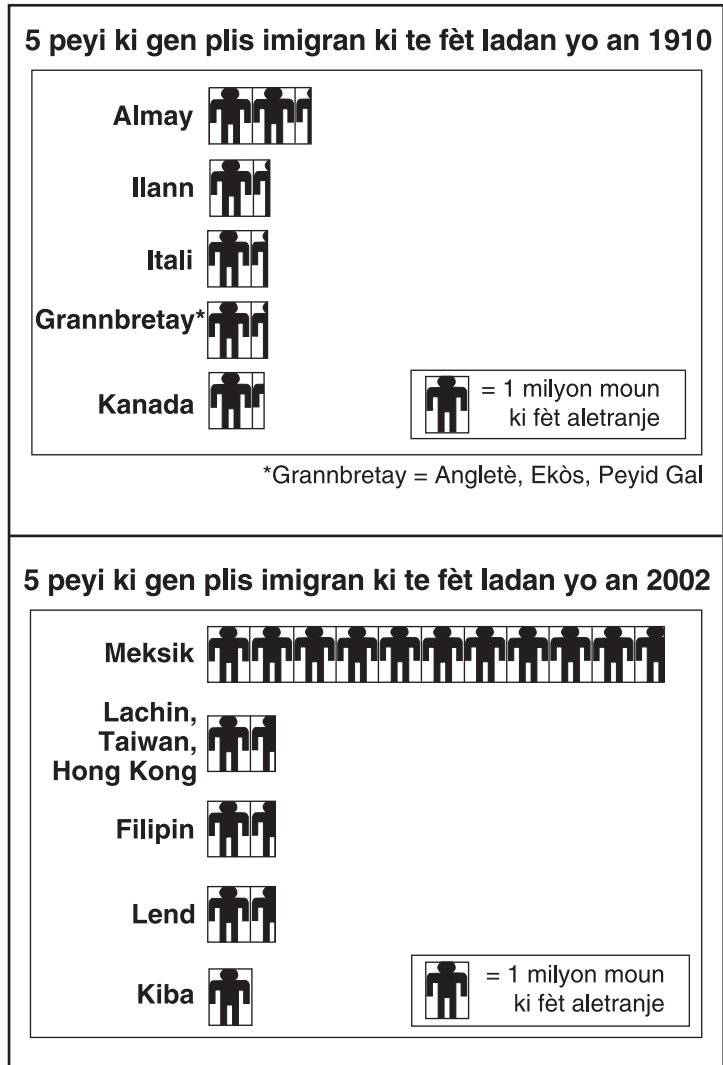 5 peyi ki gen plis imigran ki te fèt ladan yo an 1910
Almay
Ilann
Itali
Grannbretay*
Kanada
= 1 milyon moun
ki fèt aletranje
*Grannbretay = Angletè, Ekòs, Peyid Gal
5 peyi ki gen plis imigran ki te fèt ladan yo an 2002
Meksik
Lachin,
Taiwan,
Hong Kong
Filipin
Lend
Kiba
= 1 milyon moun
ki fèt aletranje